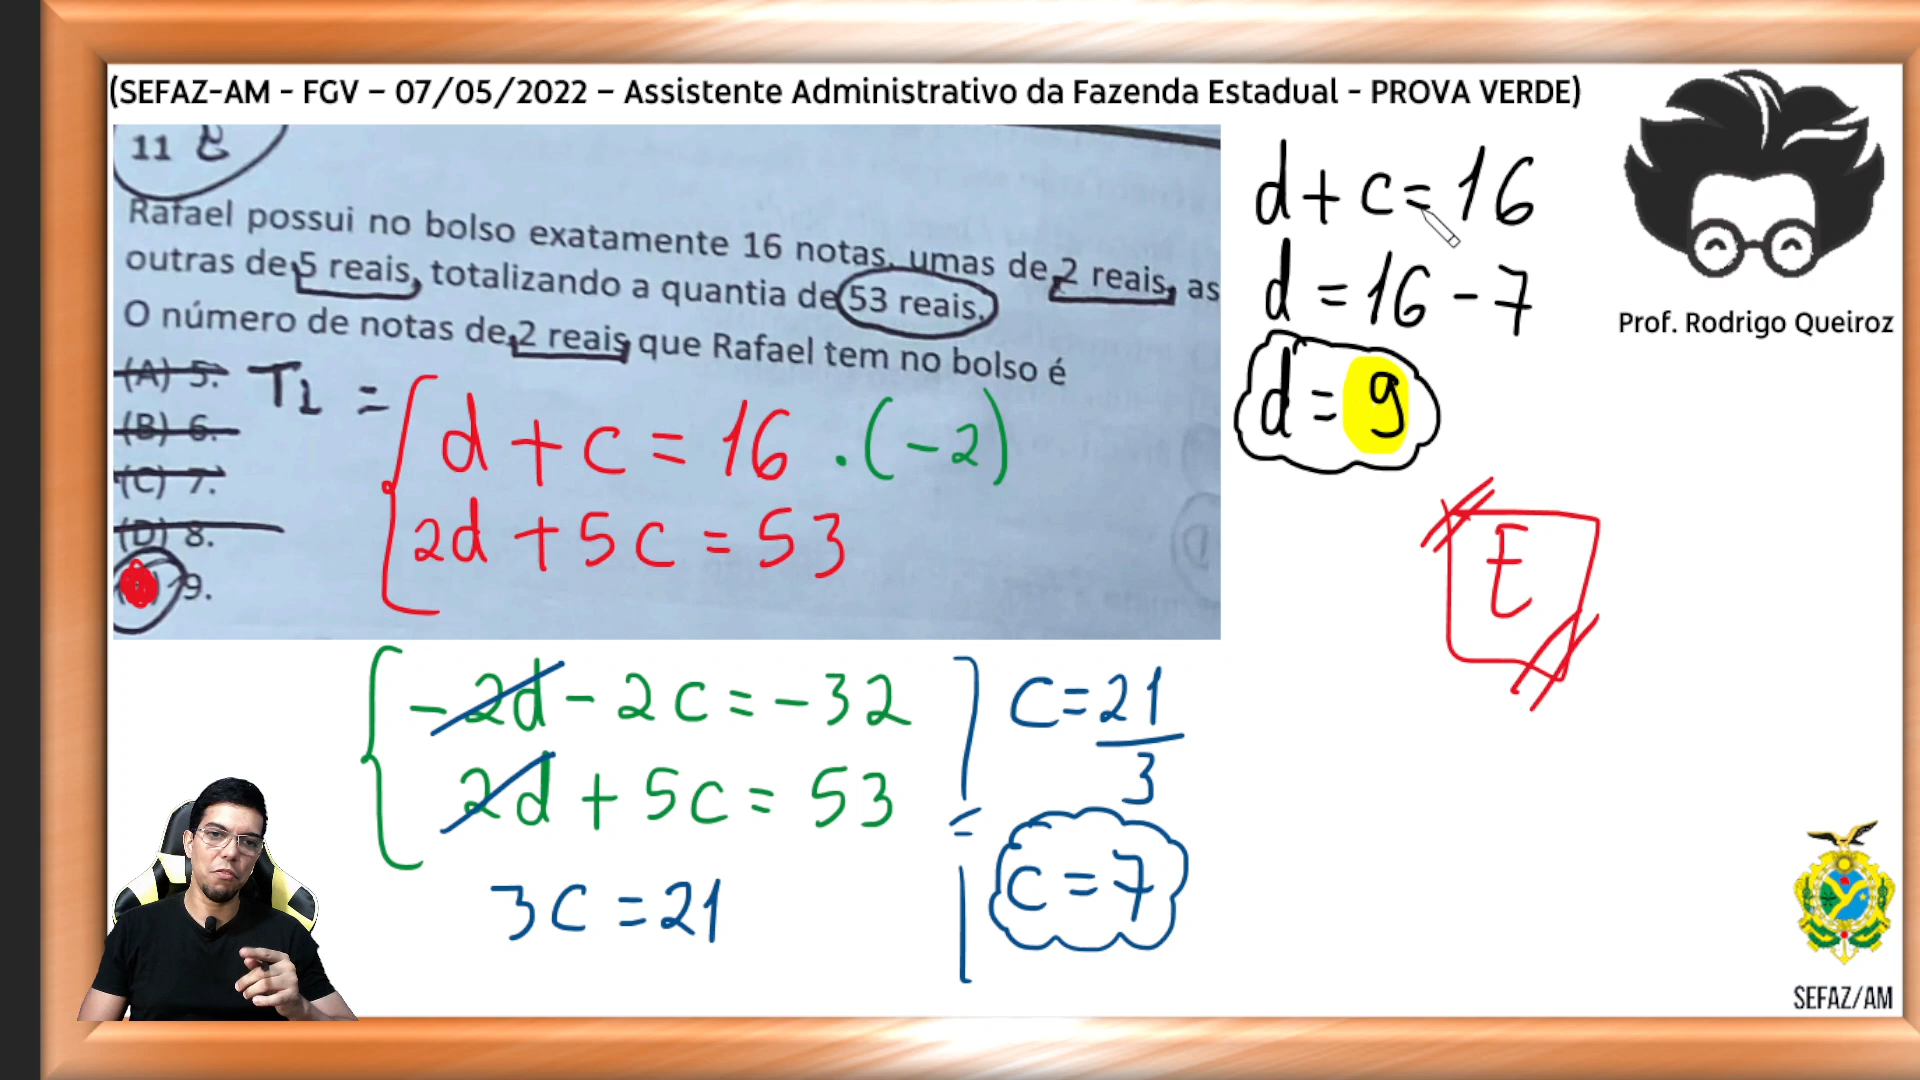 (SEFAZ-AM - FGV – 07/05/2022 – Assistente Administrativo da Fazenda Estadual - PROVA VERDE)
11
Rafael possui no bolso exatamente 16 notas, umas de 2 reais, as
outras de 5 reais, totalizando a quantia de 53 reais.
O número de notas de 2 reais que Rafael tem no bolso é
(A) 5.
(B) 6.
(C) 7.
(D) 8.
9.
d + c = 16 . (-2)
2d + 5c = 53
-2d - 2c = -32
2d + 5c = 53
3c = 21
c = 21
3
c = 7
d + c = 16
d = 16 - 7
d = 9
E
Prof. Rodrigo Queiroz
SEFAZ/AM